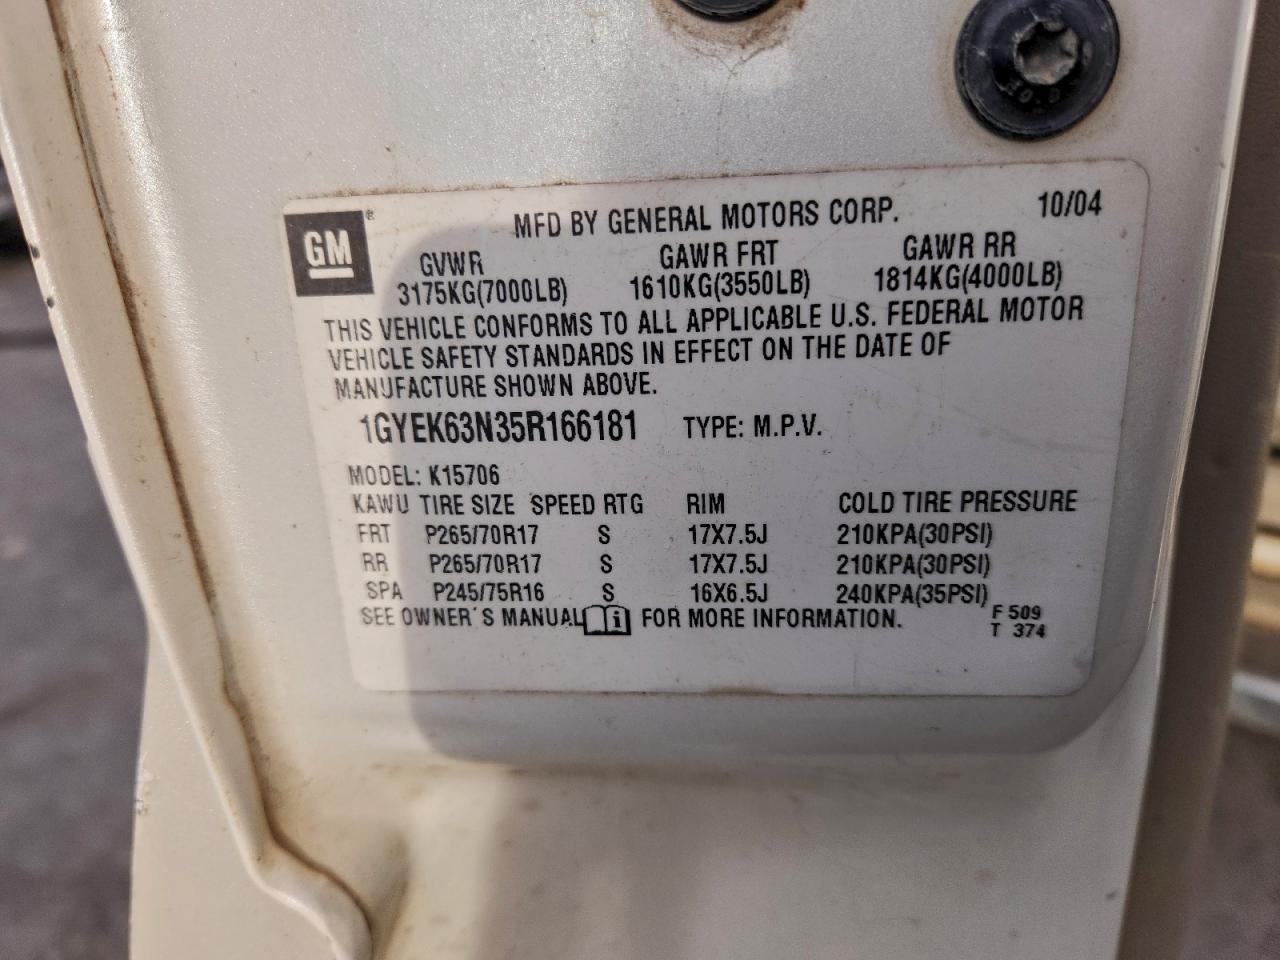 GM®
MFD BY GENERAL MOTORS CORP. 10/04
GVWR GAWR FRT GAWR RR
3175KG(7000LB) 1610KG(3550LB) 1814KG(4000LB)
THIS VEHICLE CONFORMS TO ALL APPLICABLE U.S. FEDERAL MOTOR
VEHICLE SAFETY STANDARDS IN EFFECT ON THE DATE OF
MANUFACTURE SHOWN ABOVE.
1GYEK63N35R166181 TYPE: M.P.V.
MODEL: K15706
KAWU TIRE SIZE SPEED RTG RIM COLD TIRE PRESSURE
FRT P265/70R17 S 17X7.5J 210KPA(30PSI)
RR P265/70R17 S 17X7.5J 210KPA(30PSI)
SPA P245/75R16 S 16X6.5J 240KPA(35PSI)
SEE OWNER'S MANUAL i FOR MORE INFORMATION.
F 509
T 374